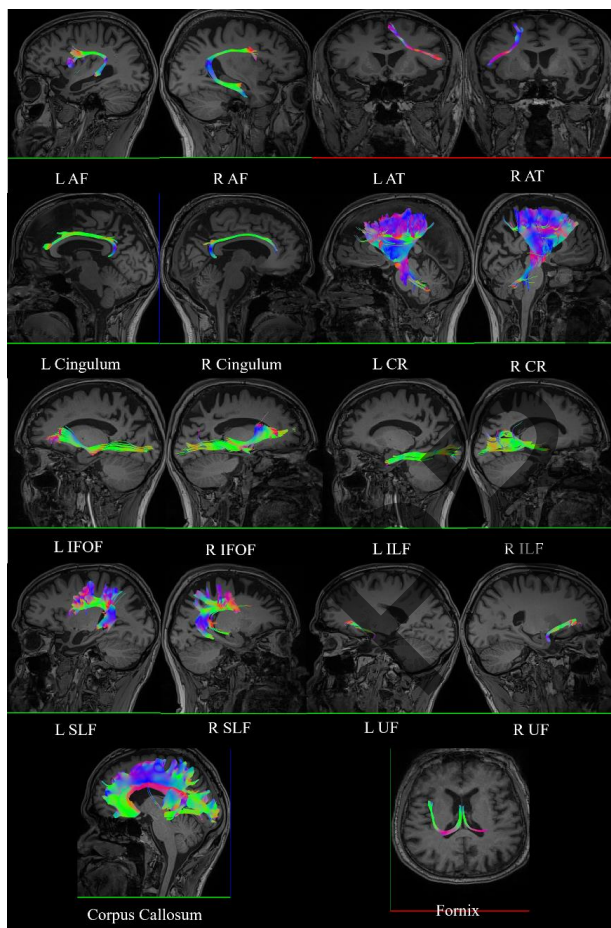 L AF R AF L AT R AT
L Cingulum R Cingulum L CR R CR
L IFOF R IFOF L ILF R ILF
L SLF R SLF L UF R UF
Corpus Callosum Fornix